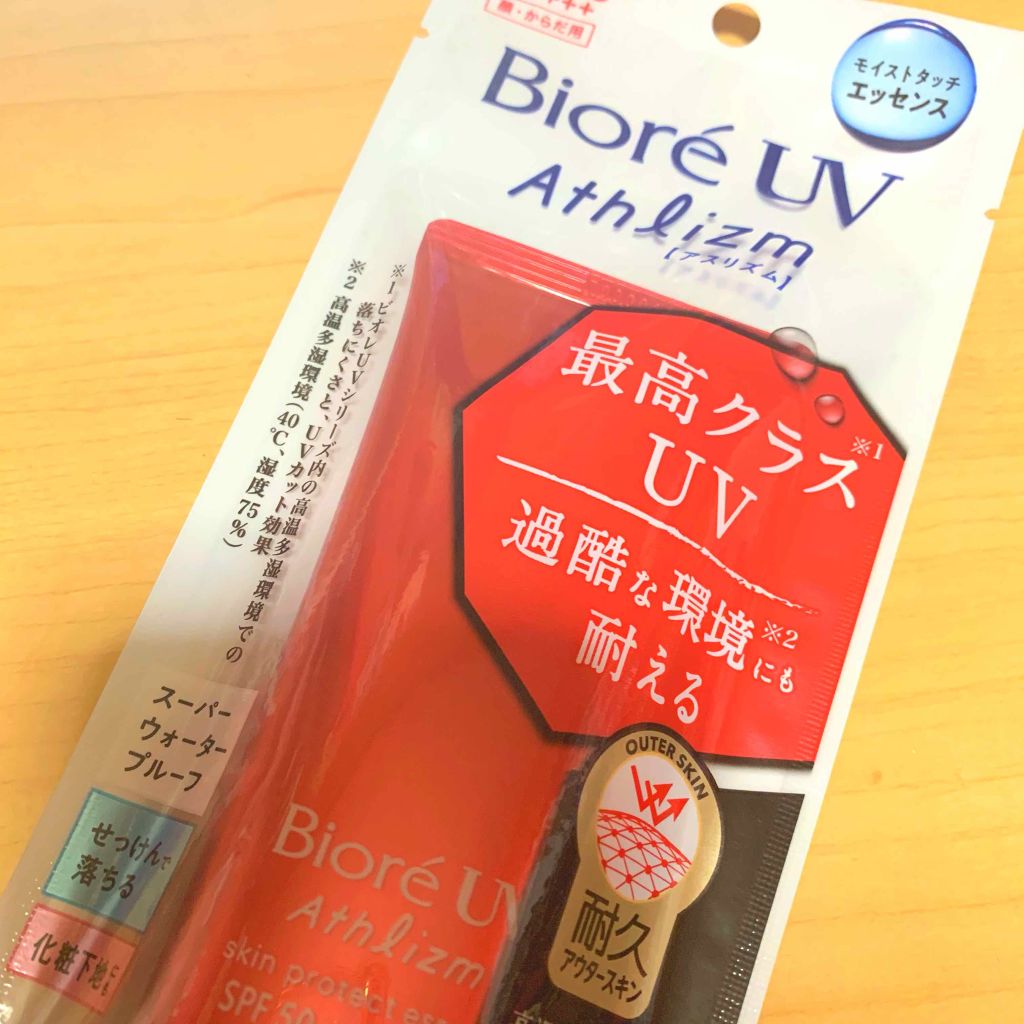 ++
顔・からだ用
モイストタッチ
エッセンス
Bioré UV
Athlizm
【アスリズム】
※1 ビオレUVシリーズ内の高温多湿環境での
落ちにくさと、UVカット効果
※2 高温多湿環境(40℃、湿度75%)
最高クラス※1
UV
過酷な環境※2にも
耐える
スーパー
ウォーター
プルーフ
せっけんで
落ちる
化粧下地にも
OUTER SKIN
耐久
アウタースキン
Bioré UV
Athlizm
skin protect ess
SPF 50